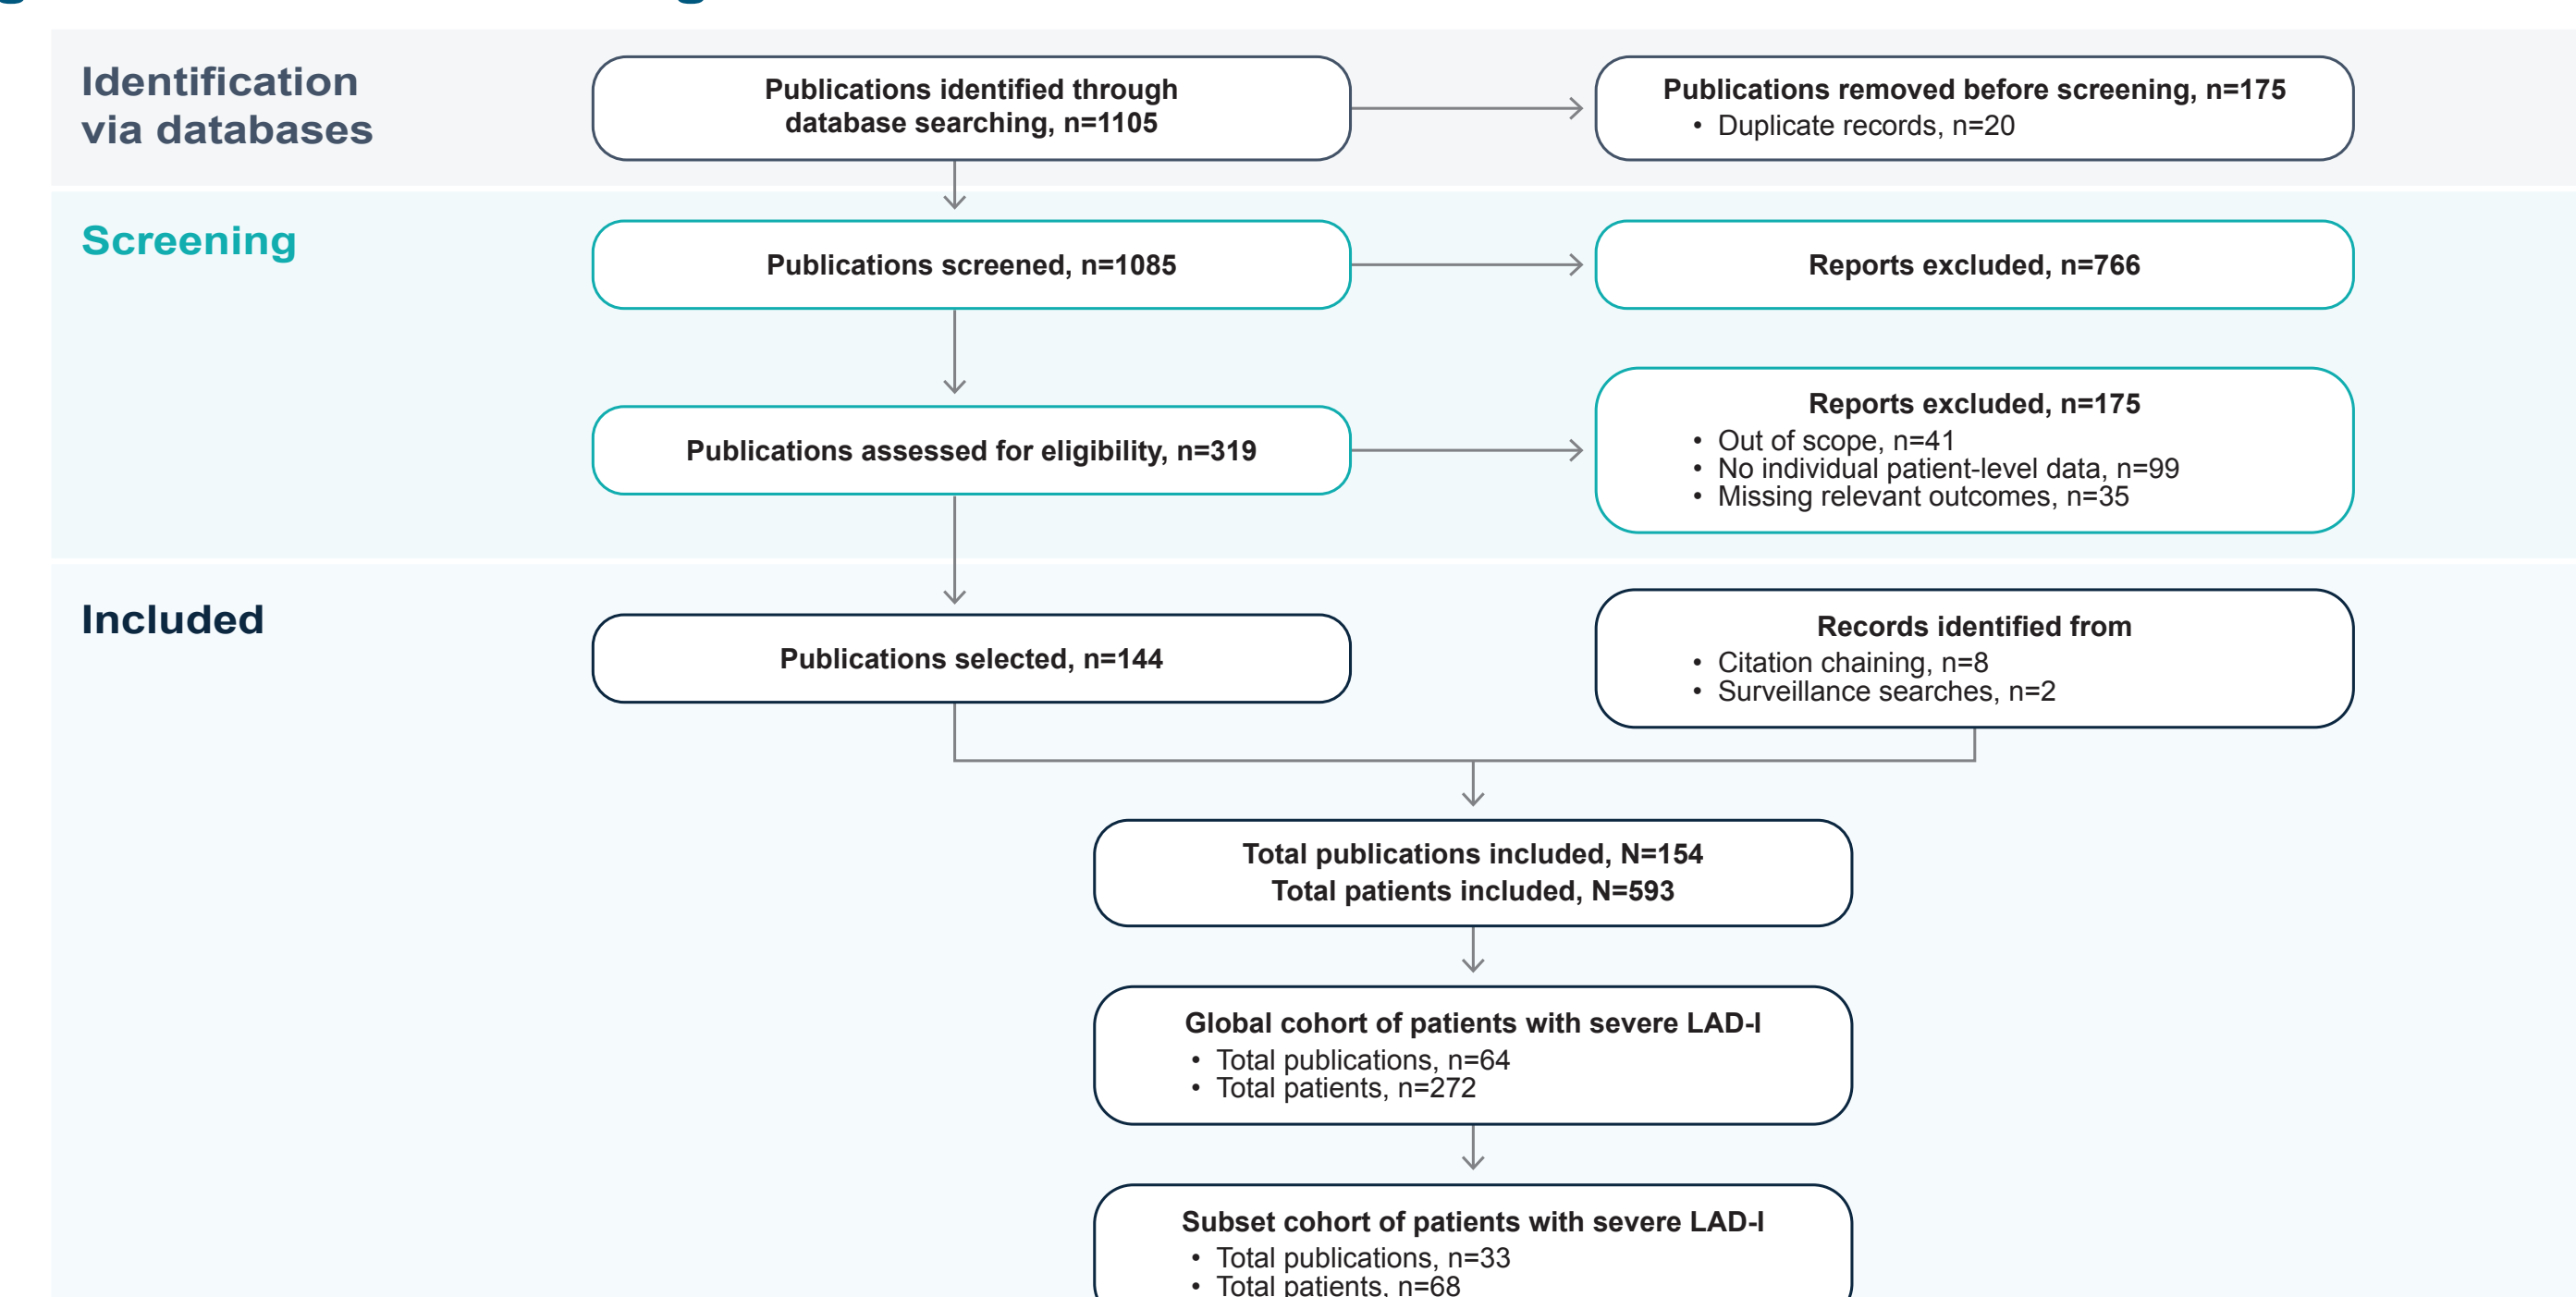 Identification
via databases
Publications identified through
database searching, n=1105
Publications removed before screening, n=175
• Duplicate records, n=20
Screening
Publications screened, n=1085
Reports excluded, n=766
Publications assessed for eligibility, n=319
Reports excluded, n=175
• Out of scope, n=41
• No individual patient-level data, n=99
• Missing relevant outcomes, n=35
Included
Publications selected, n=144
Records identified from
• Citation chaining, n=8
• Surveillance searches, n=2
Total publications included, N=154
Total patients included, N=593
Global cohort of patients with severe LAD-I
• Total publications, n=64
• Total patients, n=272
Subset cohort of patients with severe LAD-I
• Total publications, n=33
• Total patients, n=68